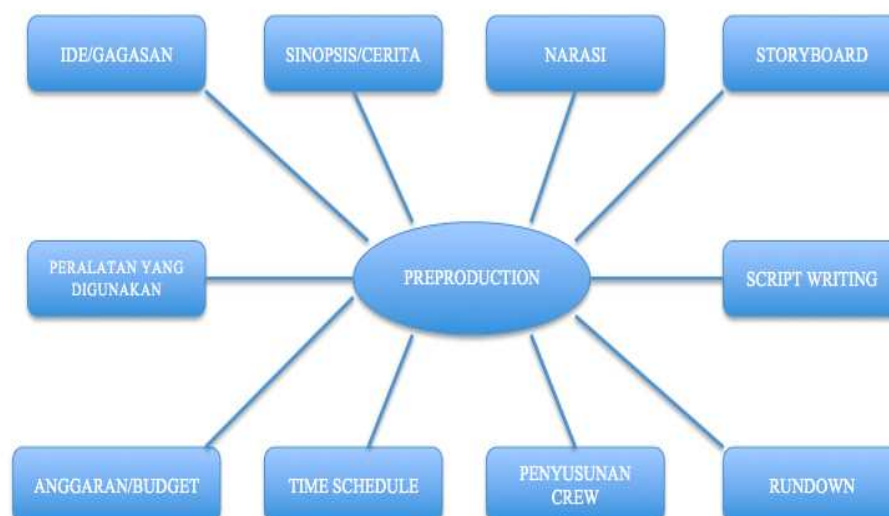 IDE/GAGASAN
SINOPSIS/CERITA
NARASI
STORYBOARD
PERALATAN YANG
DIGUNAKAN
PREPRODUCTION
SCRIPT WRITING
ANGGARAN/BUDGET
TIME SCHEDULE
PENYUSUNAN
CREW
RUNDOWN